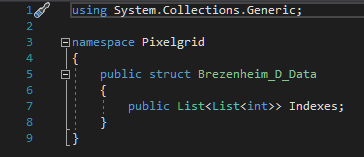 1 using System.Collections.Generic;
2
3 namespace Pixelgrid
4 {
5 public struct Brezenheim_D_Data
6 {
7 public List<List<int>> Indexes;
8 }
9 }